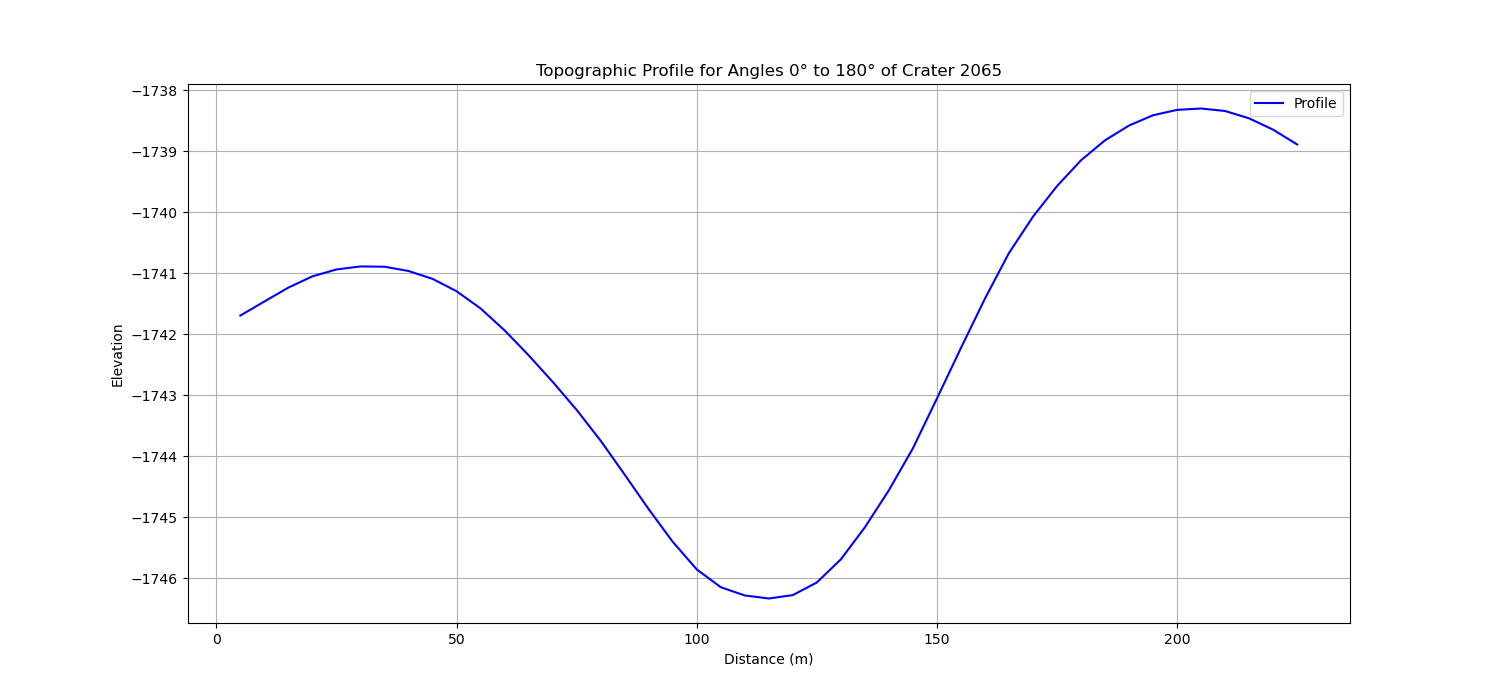 Topographic Profile for Angles 0° to 180° of Crater 2065
Profile
−1738
−1739
−1740
−1741
−1742
−1743
−1744
−1745
−1746
Elevation
0 50 100 150 200
Distance (m)